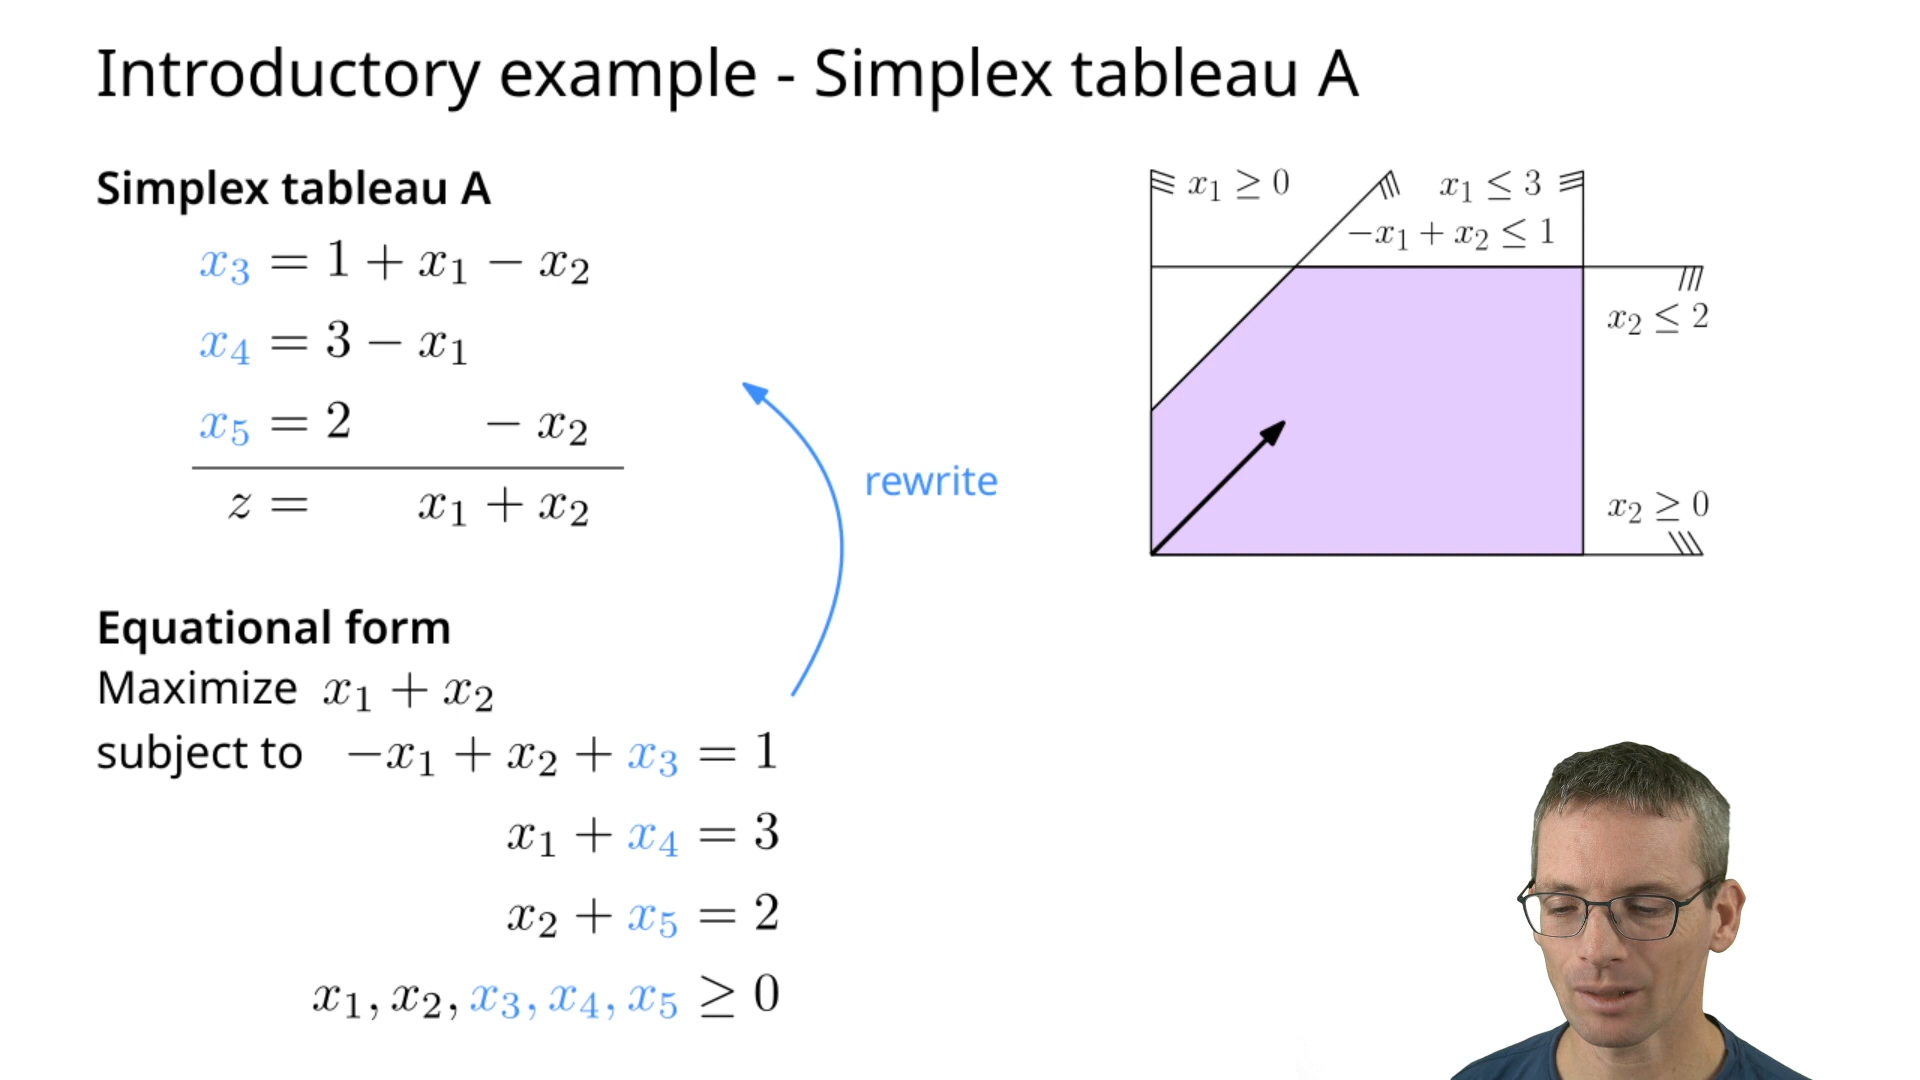 Introductory example - Simplex tableau A
Simplex tableau A
x₃ = 1 + x₁ − x₂
x₄ = 3 − x₁
x₅ = 2 − x₂
z = x₁ + x₂
rewrite
Equational form
Maximize x₁ + x₂
subject to −x₁ + x₂ + x₃ = 1
x₁ + x₄ = 3
x₂ + x₅ = 2
x₁, x₂, x₃, x₄, x₅ ≥ 0
x₁ ≥ 0
x₁ ≤ 3
−x₁ + x₂ ≤ 1
x₂ ≤ 2
x₂ ≥ 0